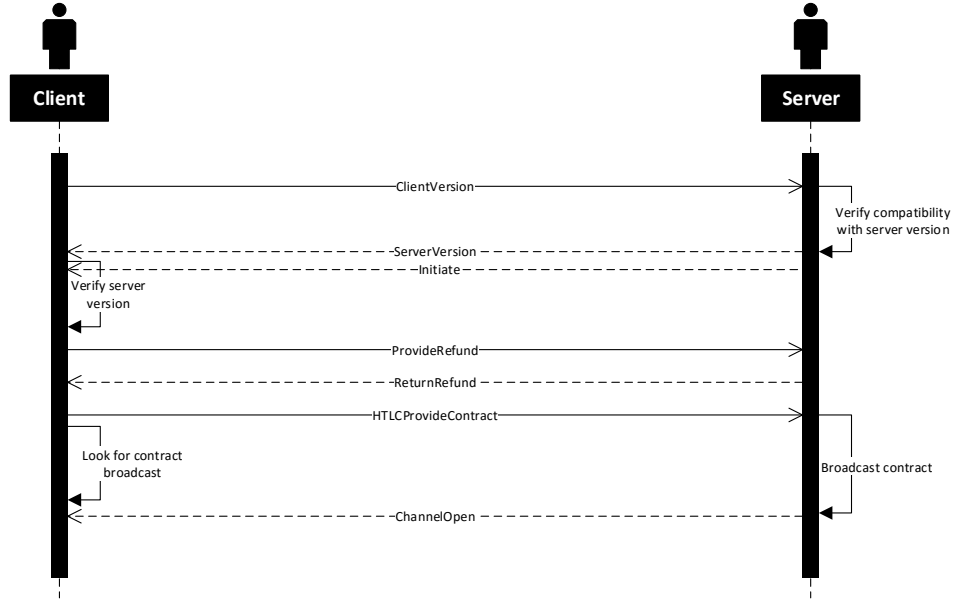 Client
Server
ClientVersion
Verify compatibility
with server version
ServerVersion
Initiate
Verify server
version
ProvideRefund
ReturnRefund
HTLCProvideContract
Look for contract
broadcast
Broadcast contract
ChannelOpen